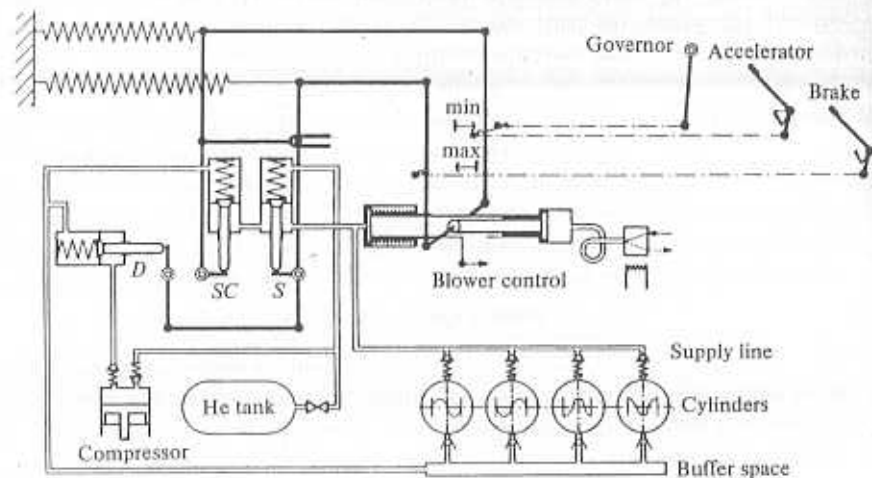 Governor
Accelerator
Brake
min
max
D
SC
S
Blower control
Supply line
He tank
Cylinders
Compressor
Buffer space